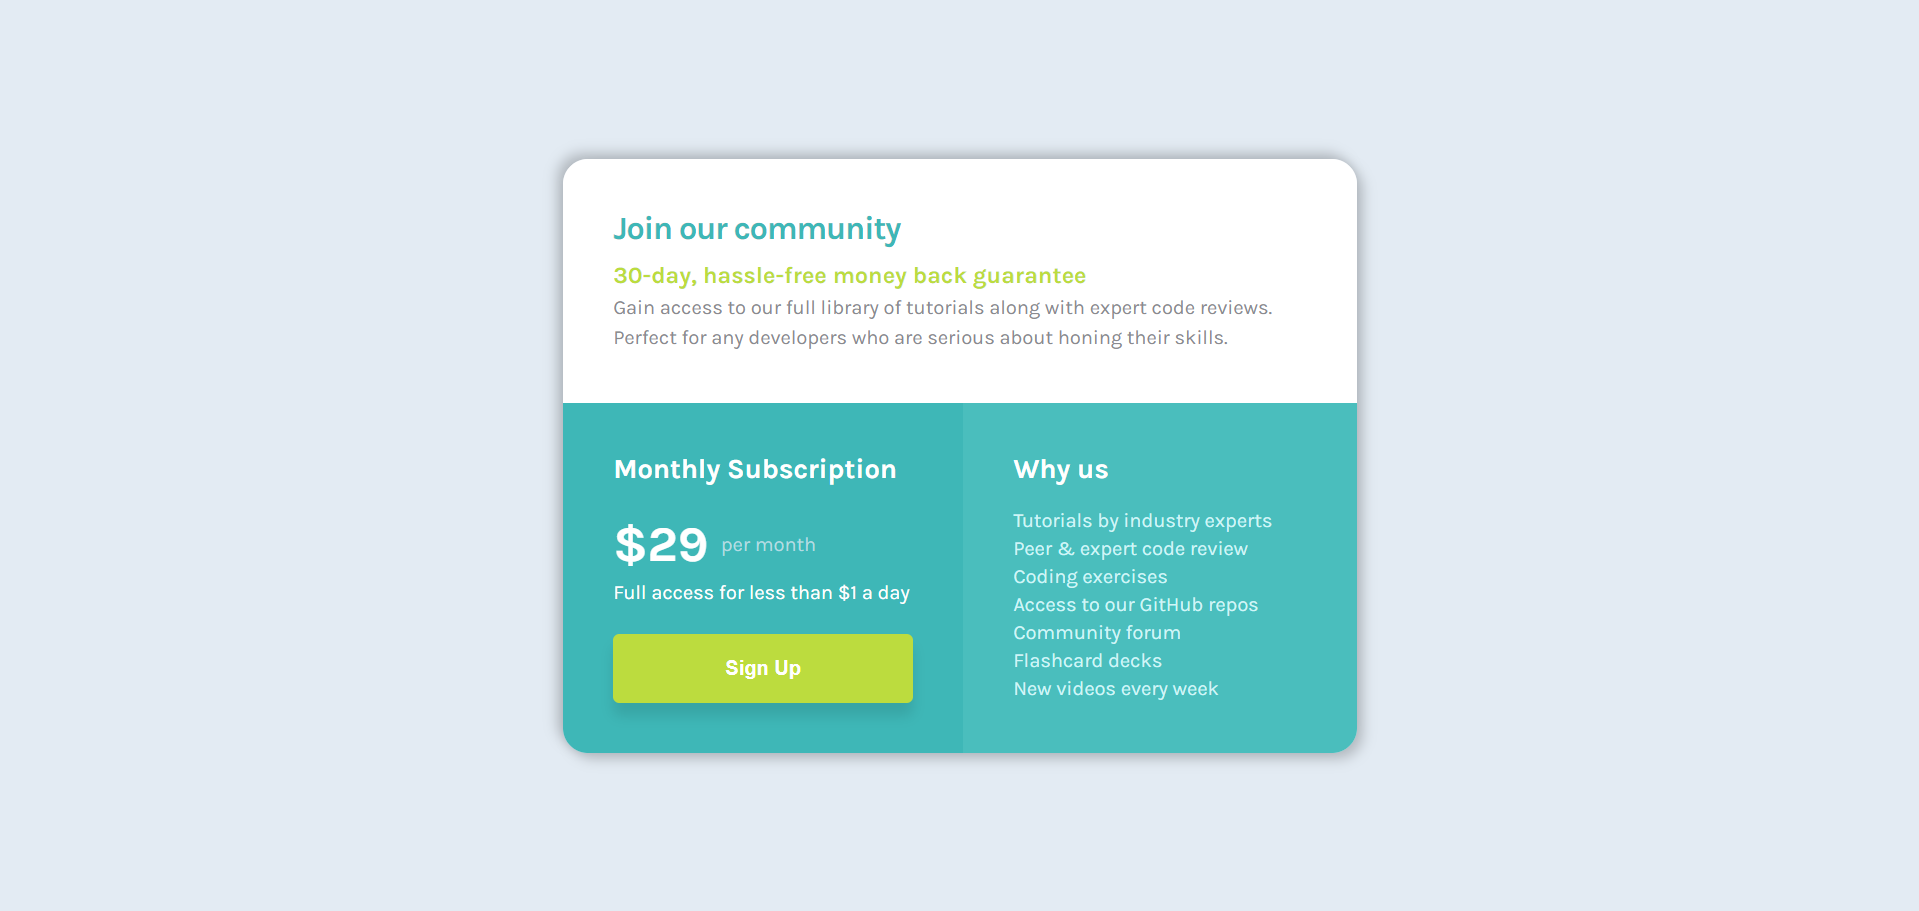 Join our community
30-day, hassle-free money back guarantee
Gain access to our full library of tutorials along with expert code reviews.
Perfect for any developers who are serious about honing their skills.
Monthly Subscription
$29 per month
Full access for less than $1 a day
Sign Up
Why us
Tutorials by industry experts
Peer & expert code review
Coding exercises
Access to our GitHub repos
Community forum
Flashcard decks
New videos every week